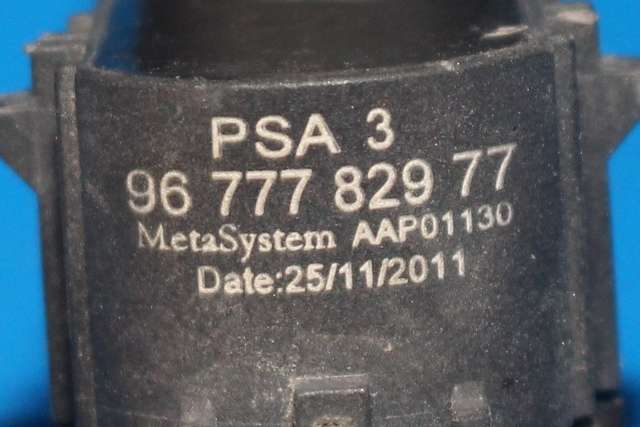 PSA 3
96 777 829 77
MetaSystem AAP01130
Date:25/11/2011